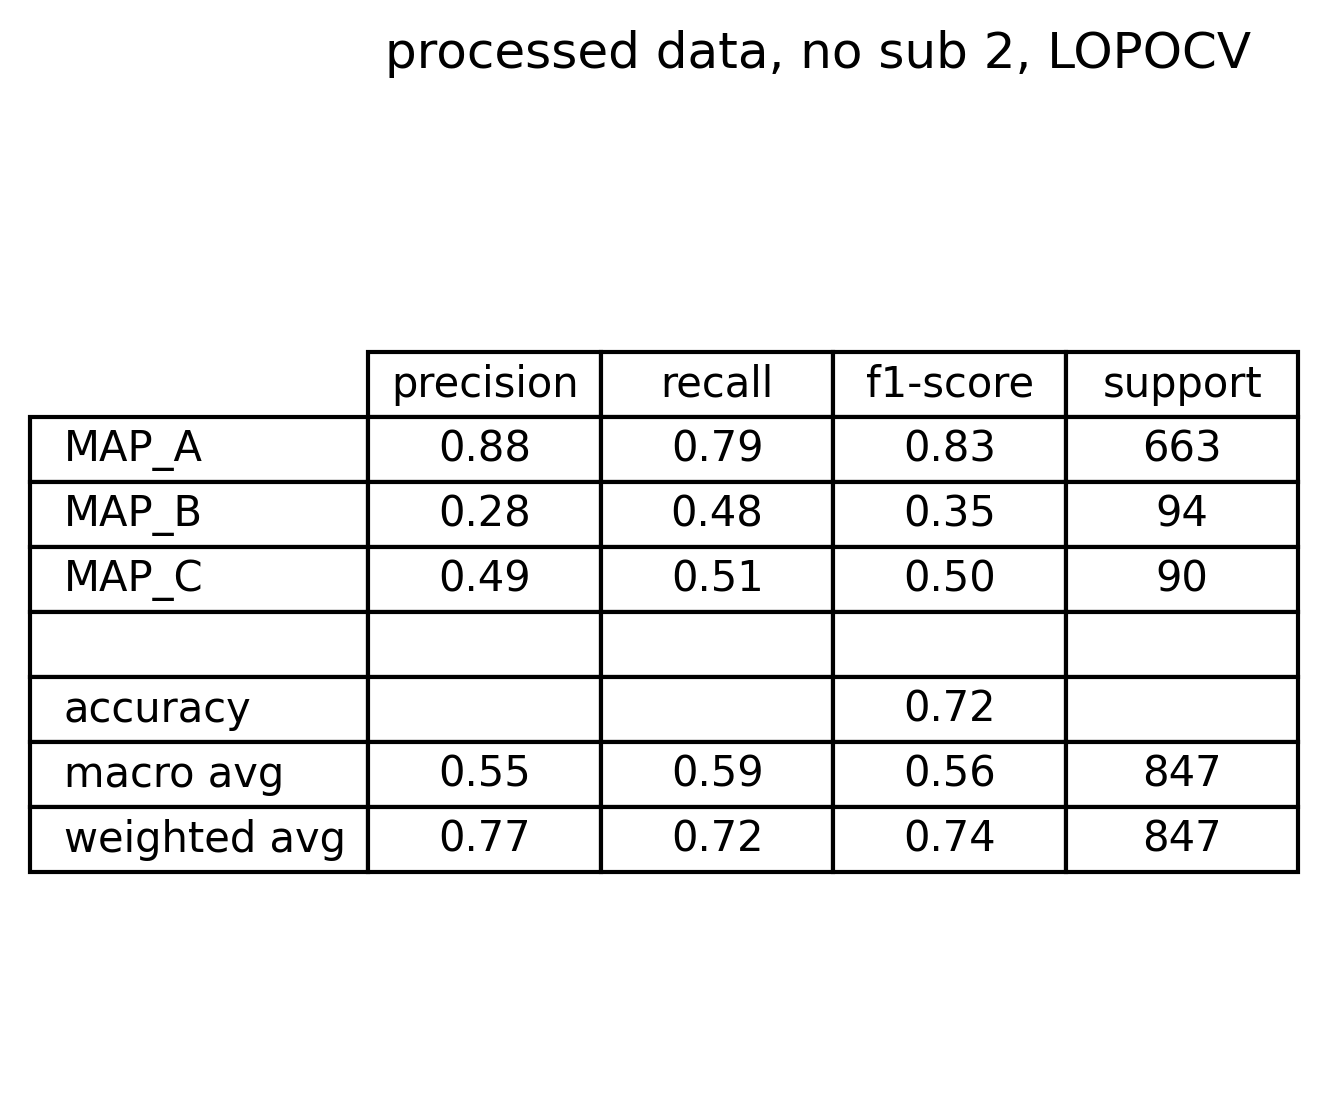 processed data, no sub 2, LOPOCV
precision recall f1-score support
MAP_A 0.88 0.79 0.83 663
MAP_B 0.28 0.48 0.35 94
MAP_C 0.49 0.51 0.50 90
accuracy 0.72
macro avg 0.55 0.59 0.56 847
weighted avg 0.77 0.72 0.74 847